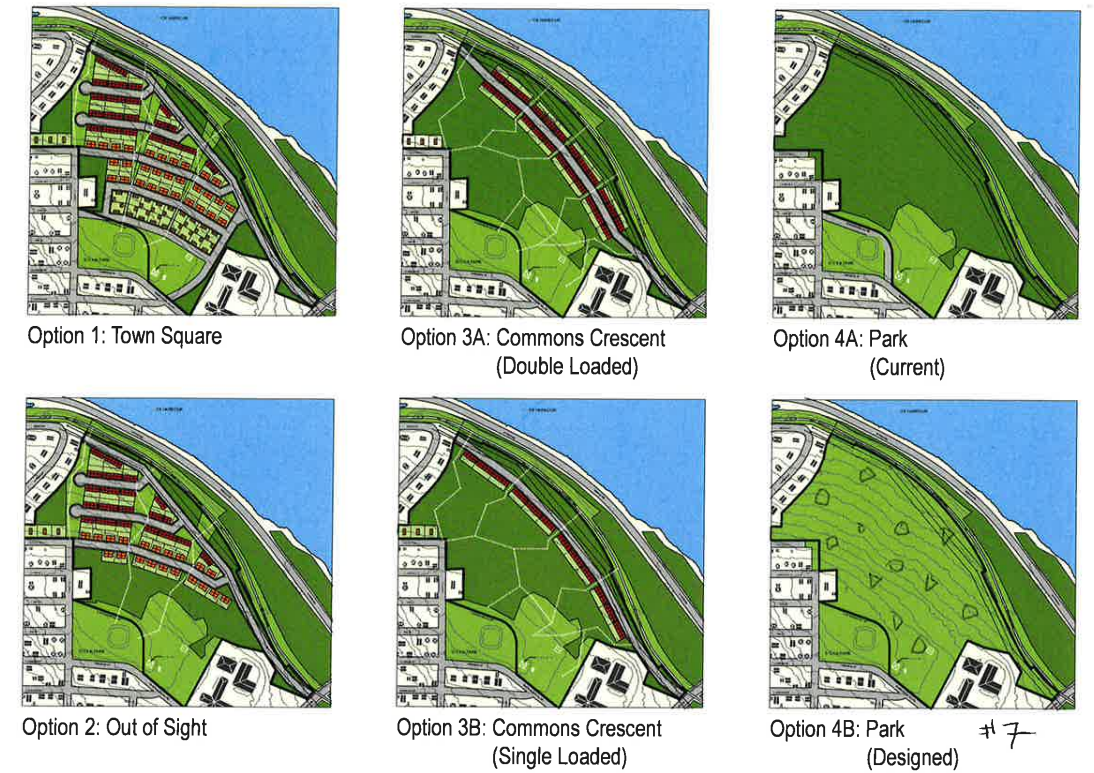 Option 1: Town Square
Option 3A: Commons Crescent
(Double Loaded)
Option 4A: Park
(Current)
Option 2: Out of Sight
Option 3B: Commons Crescent
(Single Loaded)
Option 4B: Park
(Designed)
#7